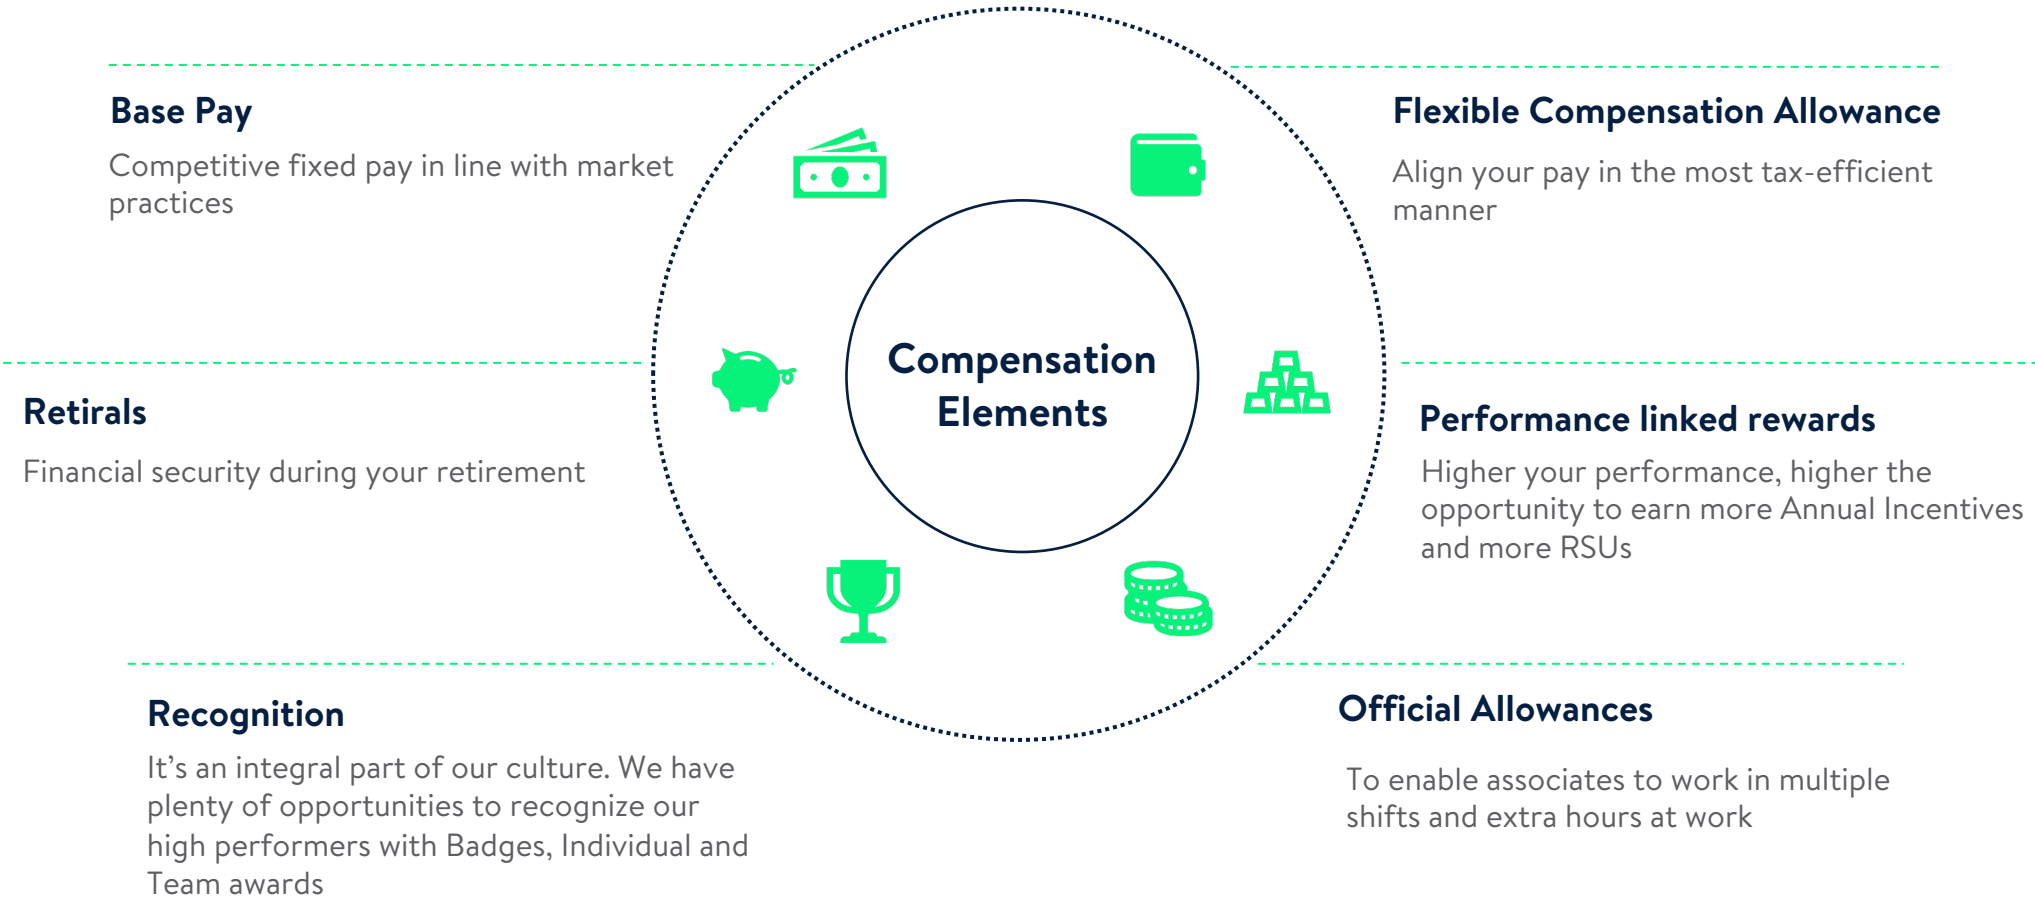 Base Pay
Competitive fixed pay in line with market
practices
Flexible Compensation Allowance
Align your pay in the most tax-efficient
manner
Compensation
Elements
Retirals
Financial security during your retirement
Performance linked rewards
Higher your performance, higher the
opportunity to earn more Annual Incentives
and more RSUs
Recognition
It’s an integral part of our culture. We have
plenty of opportunities to recognize our
high performers with Badges, Individual and
Team awards
Official Allowances
To enable associates to work in multiple
shifts and extra hours at work